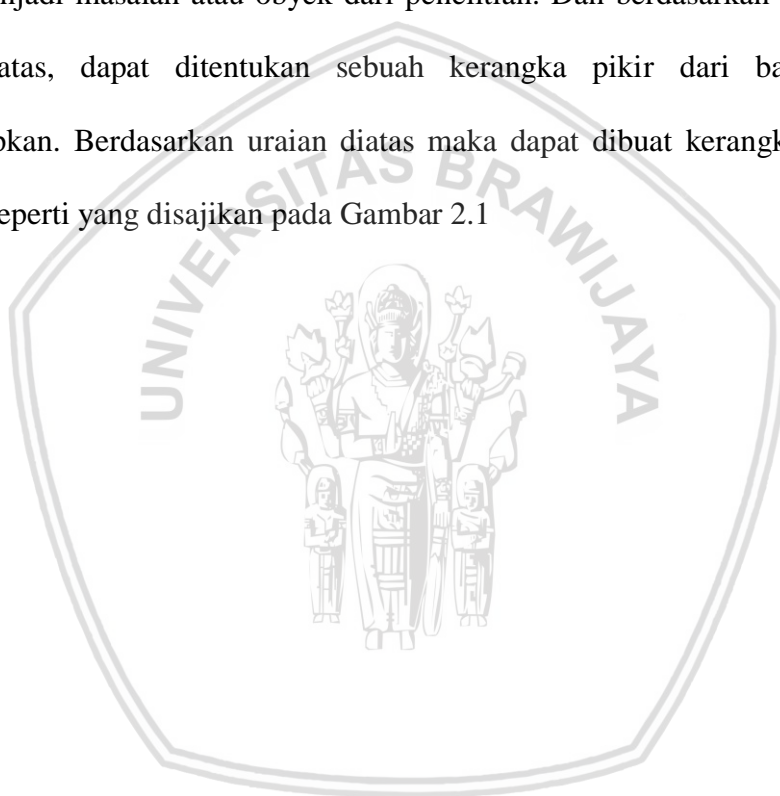 njadi masalah atau obyek dari penelitian. Dan berdasarkan
atas, dapat ditentukan sebuah kerangka pikir dari ba
pkan. Berdasarkan uraian diatas maka dapat dibuat kerangk
eperti yang disajikan pada Gambar 2.1
UNIVERSITAS BRAWIJAYA